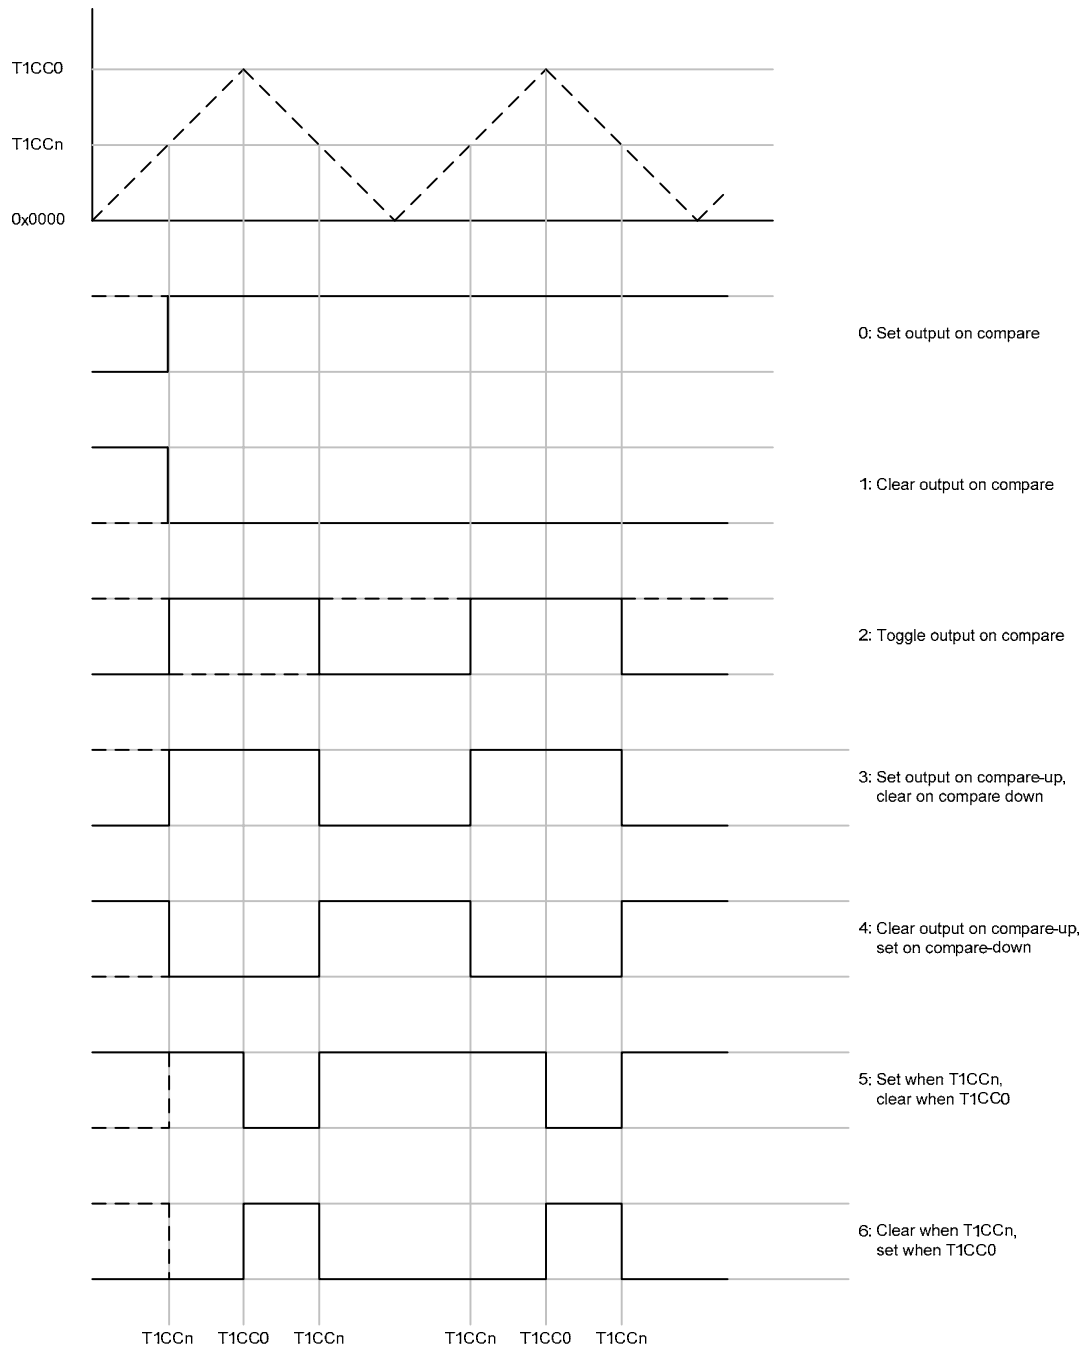 T1CC0
T1CCn
0x0000
0: Set output on compare
1: Clear output on compare
2: Toggle output on compare
3: Set output on compare-up,
clear on compare down
4: Clear output on compare-up,
set on compare-down
5: Set when T1CCn,
clear when T1CC0
6: Clear when T1CCn,
set when T1CC0
T1CCn T1CC0 T1CCn T1CCn T1CC0 T1CCn